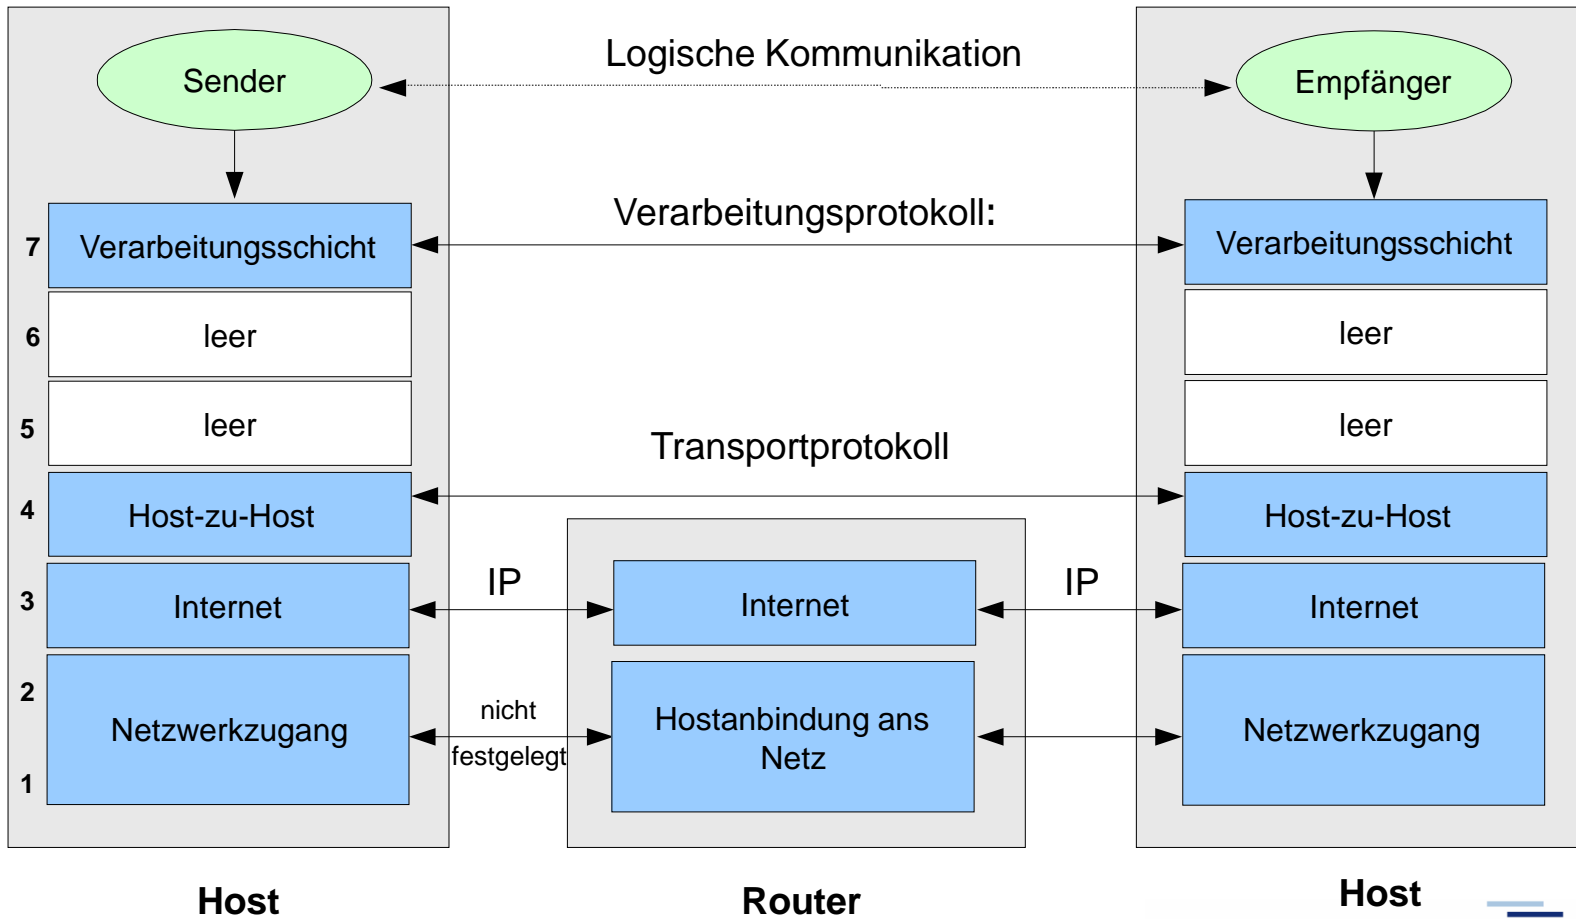 Logische Kommunikation
Sender
Empfänger
Verarbeitungsprotokoll:
7
Verarbeitungsschicht
Verarbeitungsschicht
6
leer
leer
5
leer
leer
Transportprotokoll
4
Host-zu-Host
Host-zu-Host
IP
IP
3
Internet
Internet
Internet
2
nicht
festgelegt
Netzwerkzugang
Hostanbindung ans
Netz
Netzwerkzugang
1
Host
Router
Host